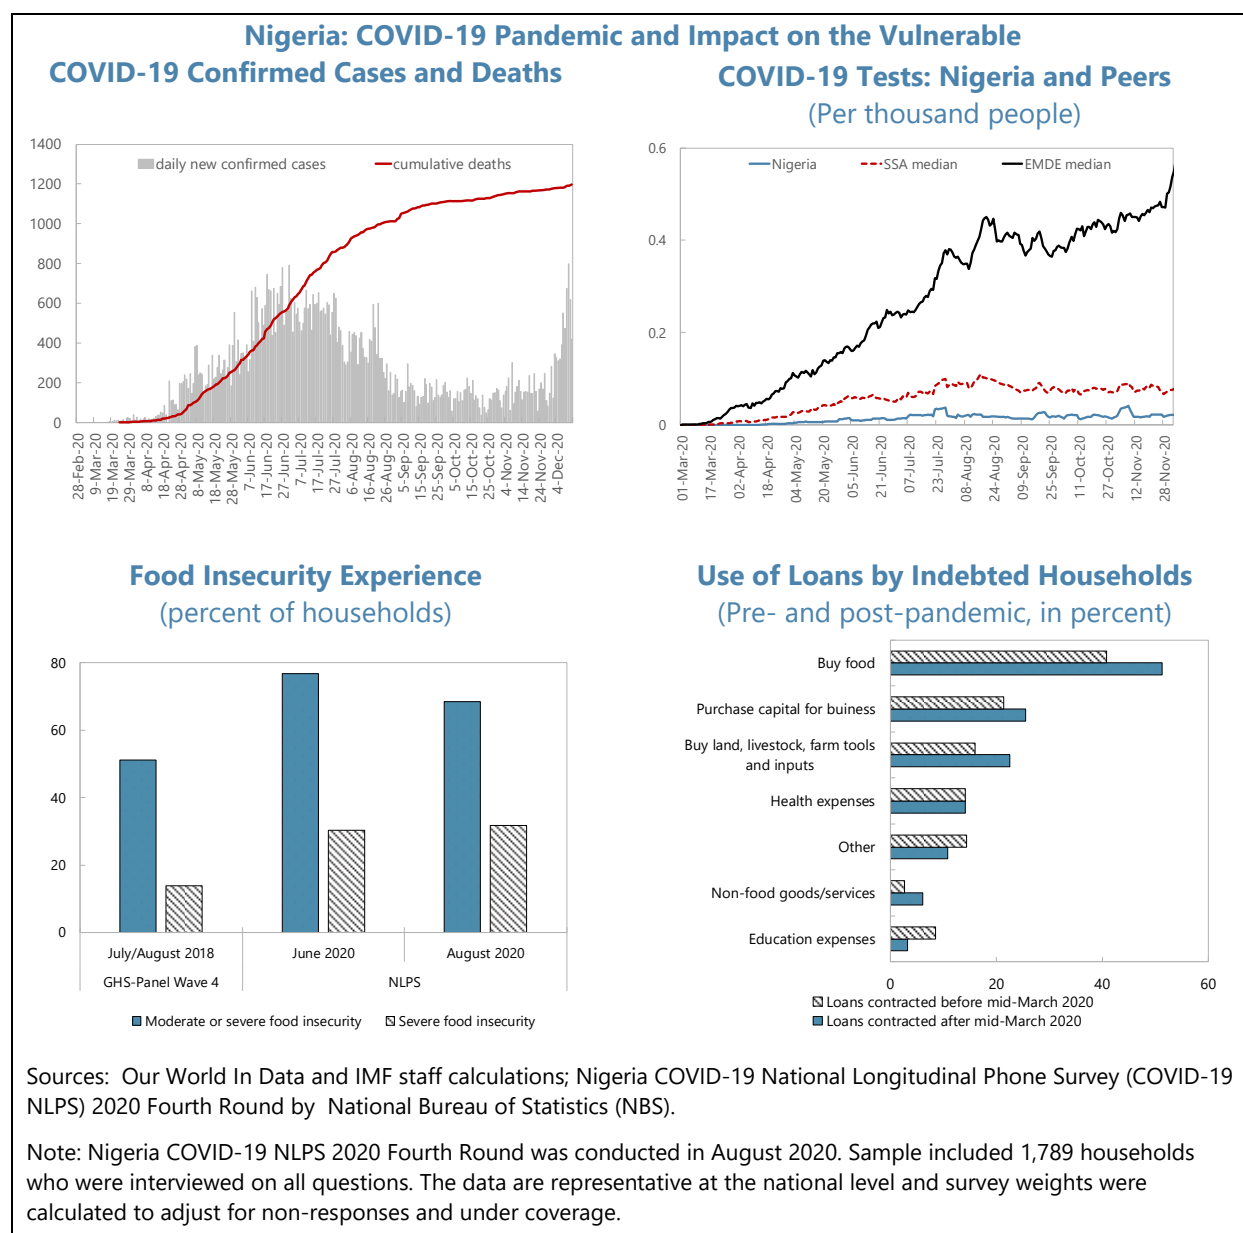 Nigeria: COVID-19 Pandemic and Impact on the Vulnerable
COVID-19 Confirmed Cases and Deaths
1400
1200
1000
800
600
400
200
0
daily new confirmed cases
cumulative deaths
28-Feb-20
9-Mar-20
19-Mar-20
29-Mar-20
8-Apr-20
18-Apr-20
28-Apr-20
8-May-20
18-May-20
28-May-20
7-Jun-20
17-Jun-20
27-Jun-20
7-Jul-20
17-Jul-20
27-Jul-20
6-Aug-20
16-Aug-20
26-Aug-20
5-Sep-20
15-Sep-20
25-Sep-20
5-Oct-20
15-Oct-20
25-Oct-20
4-Nov-20
14-Nov-20
24-Nov-20
4-Dec-20
COVID-19 Tests: Nigeria and Peers
(Per thousand people)
0.6
0.4
0.2
0
Nigeria
SSA median
EMDE median
01-Mar-20
17-Mar-20
02-Apr-20
18-Apr-20
04-May-20
20-May-20
05-Jun-20
21-Jun-20
07-Jul-20
23-Jul-20
08-Aug-20
24-Aug-20
09-Sep-20
25-Sep-20
11-Oct-20
27-Oct-20
12-Nov-20
28-Nov-20
Food Insecurity Experience
(percent of households)
80
60
40
20
0
July/August 2018
June 2020
August 2020
GHS-Panel Wave 4
NLPS
Moderate or severe food insecurity
Severe food insecurity
Use of Loans by Indebted Households
(Pre- and post-pandemic, in percent)
Buy food
Purchase capital for buiness
Buy land, livestock, farm tools
and inputs
Health expenses
Other
Non-food goods/services
Education expenses
0
20
40
60
Loans contracted before mid-March 2020
Loans contracted after mid-March 2020
Sources: Our World In Data and IMF staff calculations; Nigeria COVID-19 National Longitudinal Phone Survey (COVID-19
NLPS) 2020 Fourth Round by National Bureau of Statistics (NBS).
Note: Nigeria COVID-19 NLPS 2020 Fourth Round was conducted in August 2020. Sample included 1,789 households
who were interviewed on all questions. The data are representative at the national level and survey weights were
calculated to adjust for non-responses and under coverage.